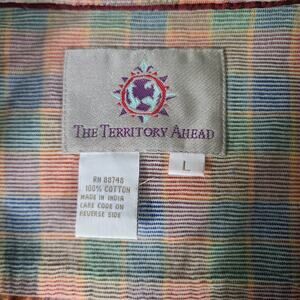 THE TERRITORY AHEAD
L
RN 88746
100% COTTON
MADE IN INDIA
CARE CODE ON
REVERSE SIDE